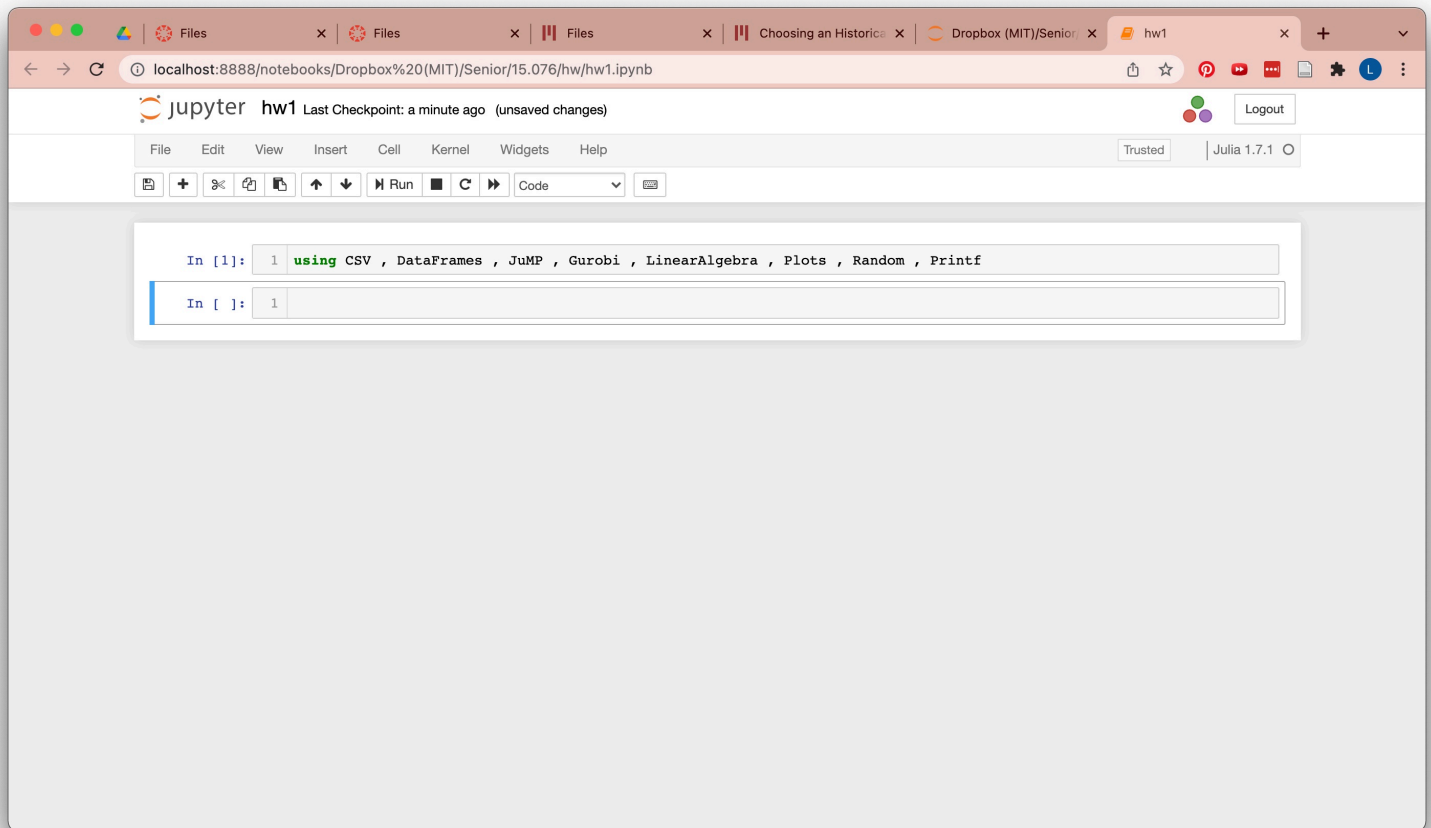 Files Files Files Choosing an Historica Dropbox (MIT)/Senior/ hw1
localhost:8888/notebooks/Dropbox%20(MIT)/Senior/15.076/hw/hw1.ipynb L
jupyter hw1 Last Checkpoint: a minute ago (unsaved changes) Logout
File Edit View Insert Cell Kernel Widgets Help Trusted Julia 1.7.1
Run Code
In [1]: 1 using CSV , DataFrames , JuMP , Gurobi , LinearAlgebra , Plots , Random , Printf
In [ ]: 1